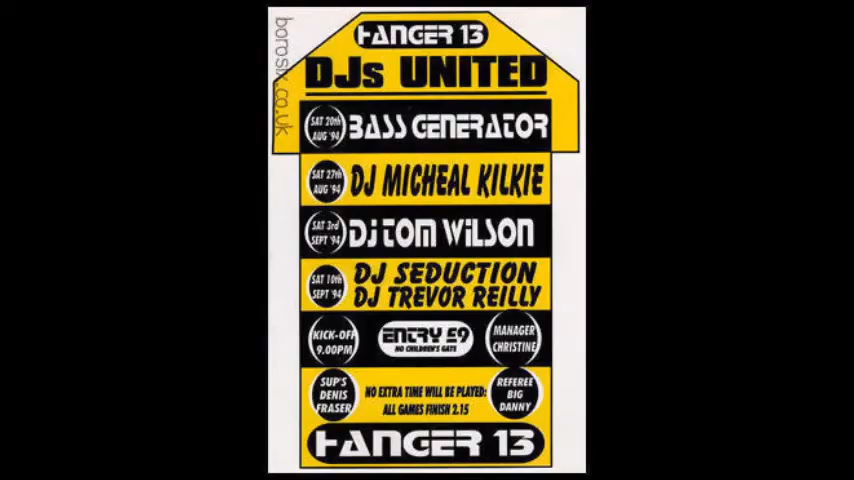 HANGER 13
DJs UNITED
SAT 20th
AUG '94
BASS GENERATOR
SAT 27th
AUG '94
DJ MICHEAL KILKIE
SAT 3rd
SEPT '94
DJ TOM WiLSON
SAT 10th
SEPT '94
DJ SEDUCTION
DJ TREVOR REILLY
KICK-OFF
9.00PM
ENTRY £9
NO CHILDREN'S GATE
MANAGER
CHRISTINE
SUP'S
DENIS
FRASER
NO EXTRA TIME WILL BE PLAYED:
ALL GAMES FINISH 2.15
REFEREE
BIG
DANNY
HANGER 13
borosix.co.uk